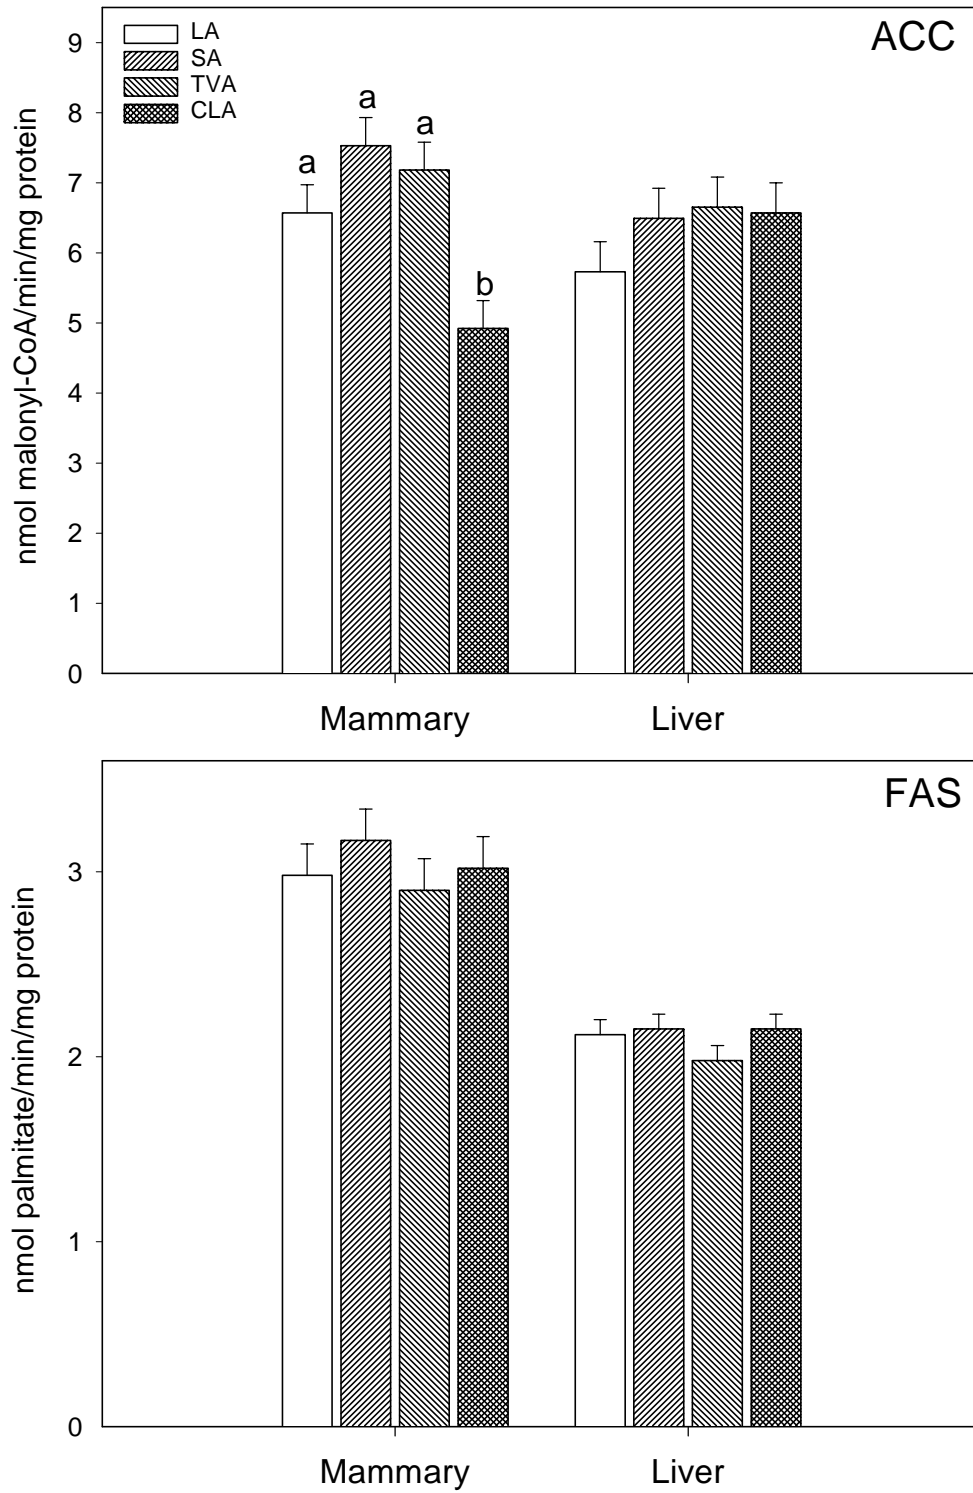 ACC
LA
SA
TVA
CLA
nmol malonyl-CoA/min/mg protein
9
8
7
6
5
4
3
2
1
0
a
a
a
b
Mammary Liver
FAS
nmol palmitate/min/mg protein
3
2
1
0
Mammary Liver